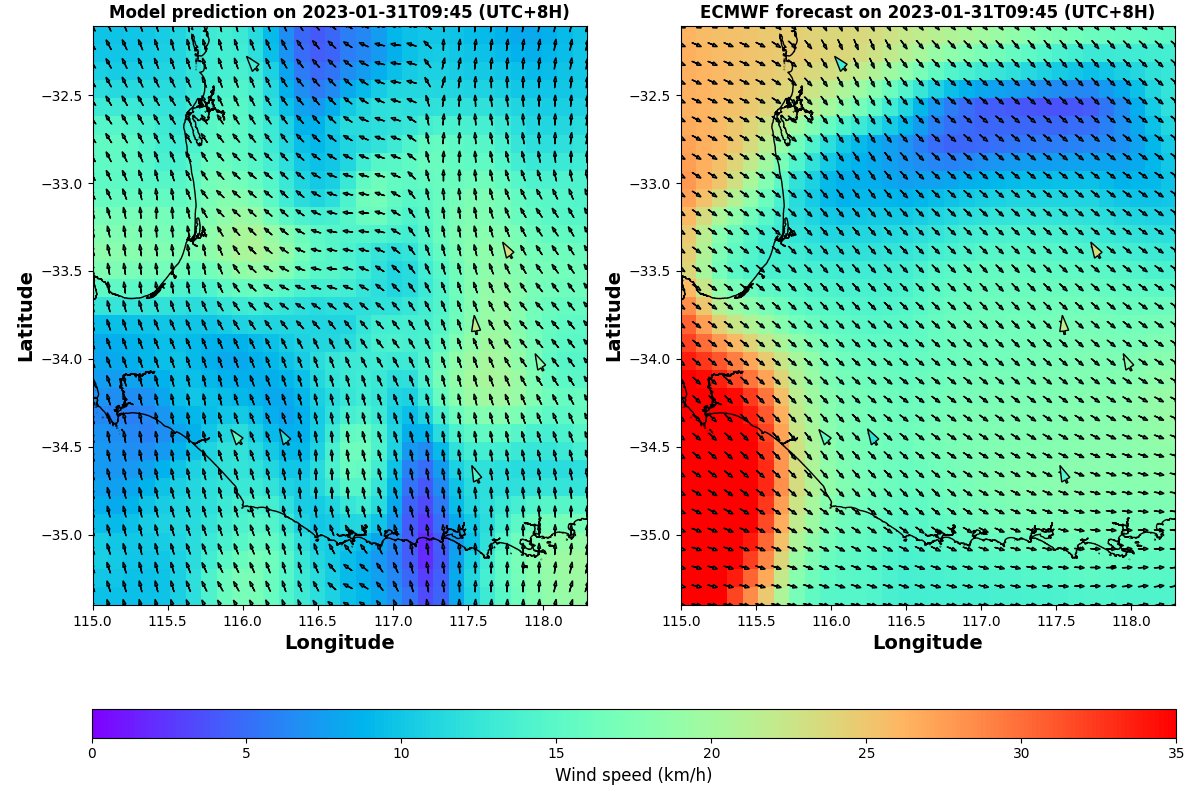 Model prediction on 2023-01-31T09:45 (UTC+8H)
ECMWF forecast on 2023-01-31T09:45 (UTC+8H)
Latitude
−32.5
−33.0
−33.5
−34.0
−34.5
−35.0
115.0 115.5 116.0 116.5 117.0 117.5 118.0
Longitude
Latitude
−32.5
−33.0
−33.5
−34.0
−34.5
−35.0
115.0 115.5 116.0 116.5 117.0 117.5 118.0
Longitude
0 5 10 15 20 25 30 35
Wind speed (km/h)